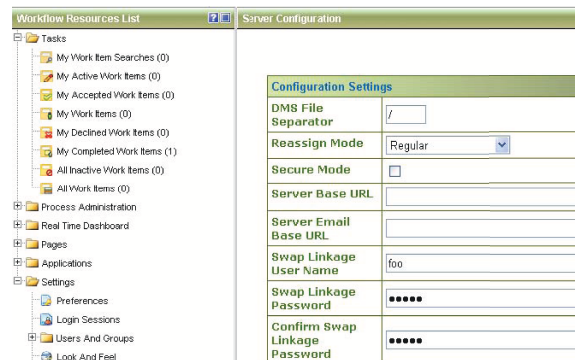 Workflow Resources List
Tasks
My Work Item Searches (0)
My Active Work Items (0)
My Accepted Work Items (0)
My Work Items (0)
My Declined Work Items (0)
My Completed Work Items (1)
All Inactive Work Items (0)
All Work Items (0)
Process Administration
Real Time Dashboard
Pages
Applications
Settings
Preferences
Login Sessions
Users And Groups
Look And Feel
Server Configuration
Configuration Settings
DMS File
Separator
/
Reassign Mode
Regular
Secure Mode
Server Base URL
Server Email
Base URL
Swap Linkage
User Name
foo
Swap Linkage
Password
•••••
Confirm Swap
Linkage
Password
•••••